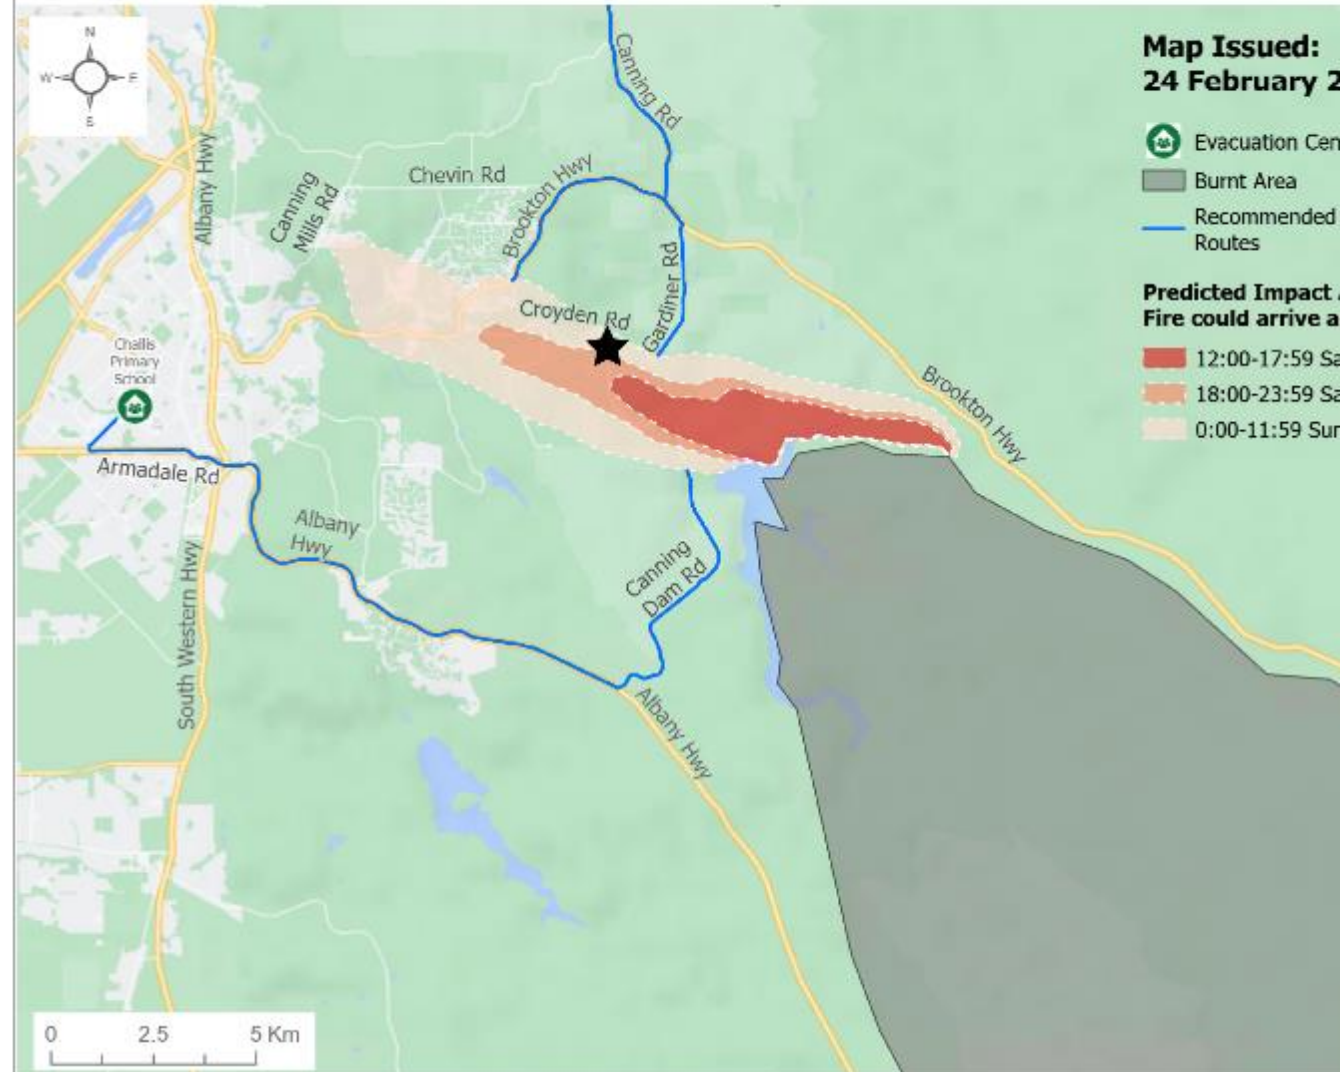 N
W
E
S
Map Issued:
24 February 2
Evacuation Cen
Burnt Area
Recommended
Routes
Predicted Impact
Fire could arrive a
12:00-17:59 Sa
18:00-23:59 Sa
0:00-11:59 Sun
Canning Rd
Albany Hwy
Chevin Rd
Brookton Hwy
Canning
Mills Rd
Gardiner Rd
Croyden Rd
Challis
Primary
School
Brookton Hwy
Armadale Rd
Albany
Hwy
South Western Hwy
Canning
Dam Rd
Albany Hwy
0 2.5 5 Km